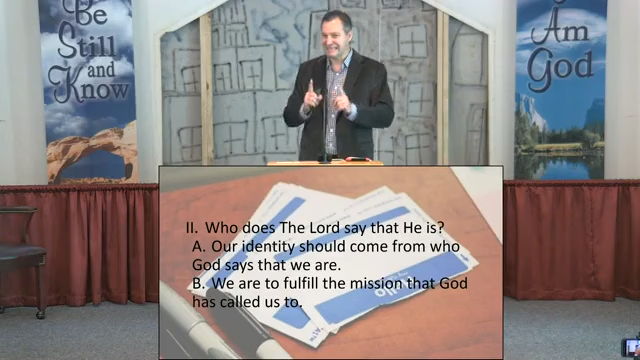 Be
Still
and
Know
Am
God
II. Who does The Lord say that He is?
A. Our identity should come from who
God says that we are.
B. We are to fulfill the mission that God
has called us to.